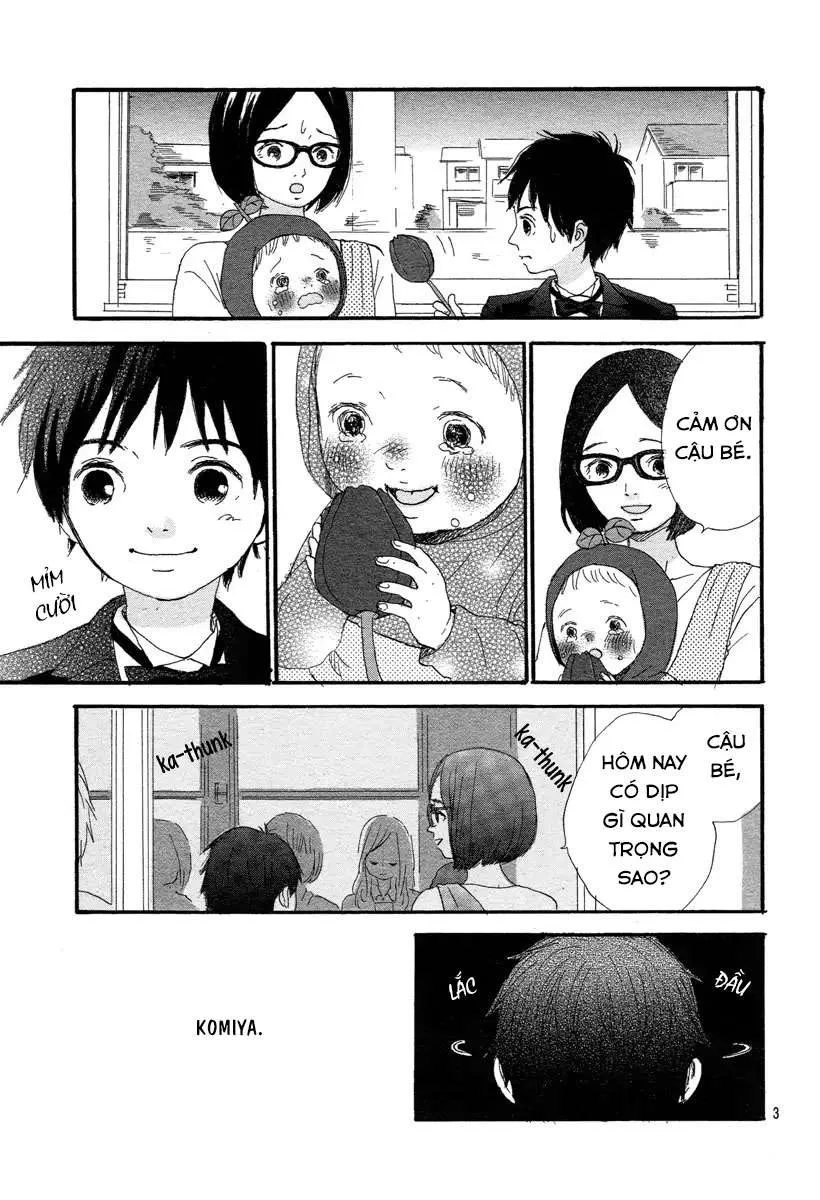 CẢM ƠN
CẬU BÉ.
MỈM
CƯỜI
CẬU
BÉ,
HÔM NAY
CÓ DỊP
GÌ QUAN
TRỌNG
SAO?
ka-thunk
ka-thunk
ĐẦU
LẮC
KOMIYA.
3